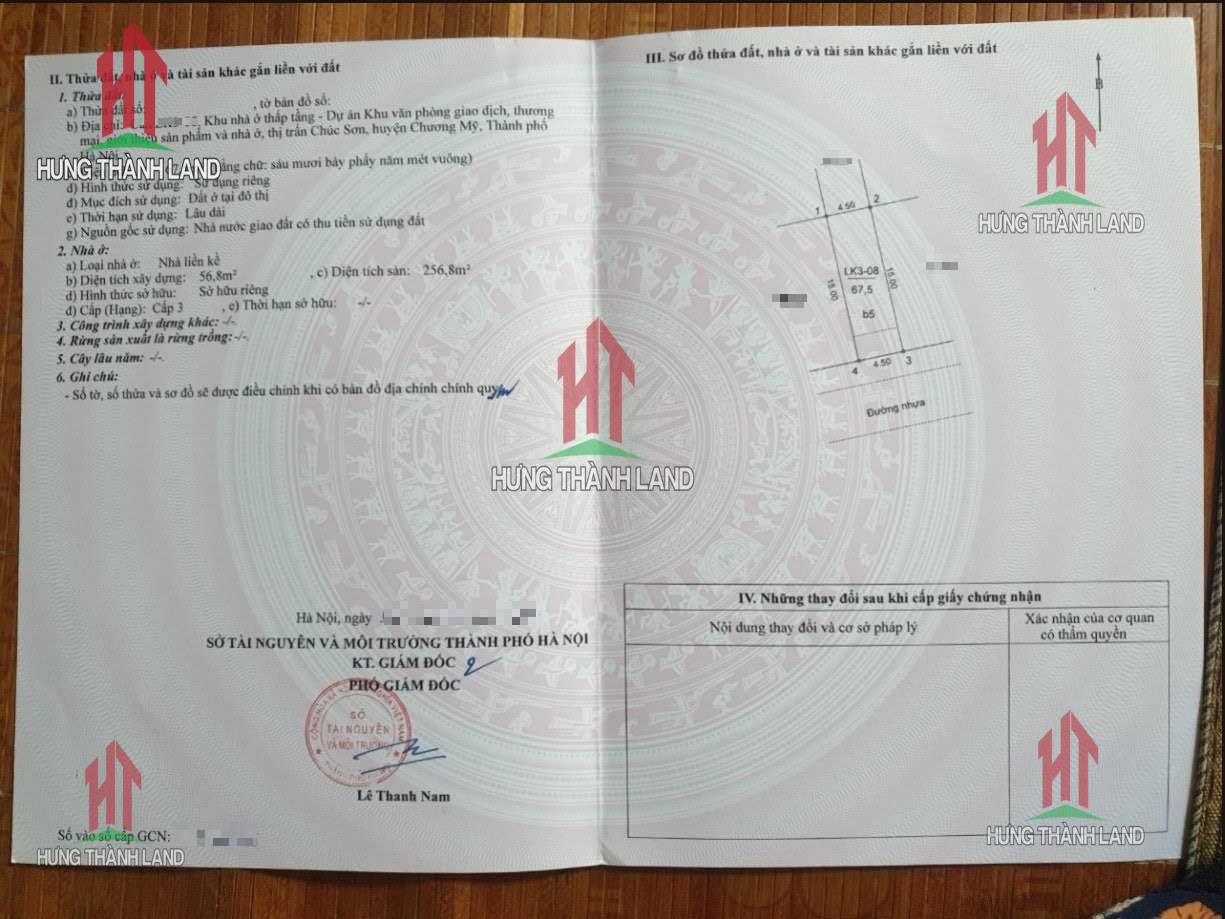 II. Thửa đất, nhà ở và tài sản khác gắn liền với đất
1. Thửa đất:
a) Thửa đất số: , tờ bản đồ số:
b) Địa chỉ: Khu nhà ở thấp tầng - Dự án Khu văn phòng giao dịch, thương
mại, giới thiệu sản phẩm và nhà ở, thị trấn Chúc Sơn, huyện Chương Mỹ, Thành phố
Hà Nội
bằng chữ: sáu mươi bảy phẩy năm mét vuông)
d) Hình thức sử dụng: Sử dụng riêng
đ) Mục đích sử dụng: Đất ở tại đô thị
e) Thời hạn sử dụng: Lâu dài
g) Nguồn gốc sử dụng: Nhà nước giao đất có thu tiền sử dụng đất
2. Nhà ở:
a) Loại nhà ở: Nhà liền kề
b) Diện tích xây dựng: 56,8m² , c) Diện tích sàn: 256,8m²
d) Hình thức sở hữu: Sở hữu riêng
đ) Cấp (Hạng): Cấp 3 , e) Thời hạn sở hữu: -/-
3. Công trình xây dựng khác: -/-
4. Rừng sản xuất là rừng trồng: -/-.
5. Cây lâu năm: -/-.
6. Ghi chú:
- Số tờ, số thửa và sơ đồ sẽ được điều chỉnh khi có bản đồ địa chính chính quy
Hà Nội, ngày
SỞ TÀI NGUYÊN VÀ MÔI TRƯỜNG THÀNH PHỐ HÀ NỘI
KT. GIÁM ĐỐC
PHÓ GIÁM ĐỐC
SỞ
TÀI NGUYÊN
VÀ MÔI TRƯỜNG
Lê Thanh Nam
Số vào sổ cấp GCN:
III. Sơ đồ thửa đất, nhà ở và tài sản khác gắn liền với đất
B
1 4.50 2
LK3-08
67,5
b5
15.00
15.00
4 4.50 3
Đường nhựa
IV. Những thay đổi sau khi cấp giấy chứng nhận
Nội dung thay đổi và cơ sở pháp lý
Xác nhận của cơ quan
có thẩm quyền
HƯNG THÀNH LAND
HƯNG THÀNH LAND
HƯNG THÀNH LAND
HƯNG THÀNH LAND
HƯNG THÀNH LAND